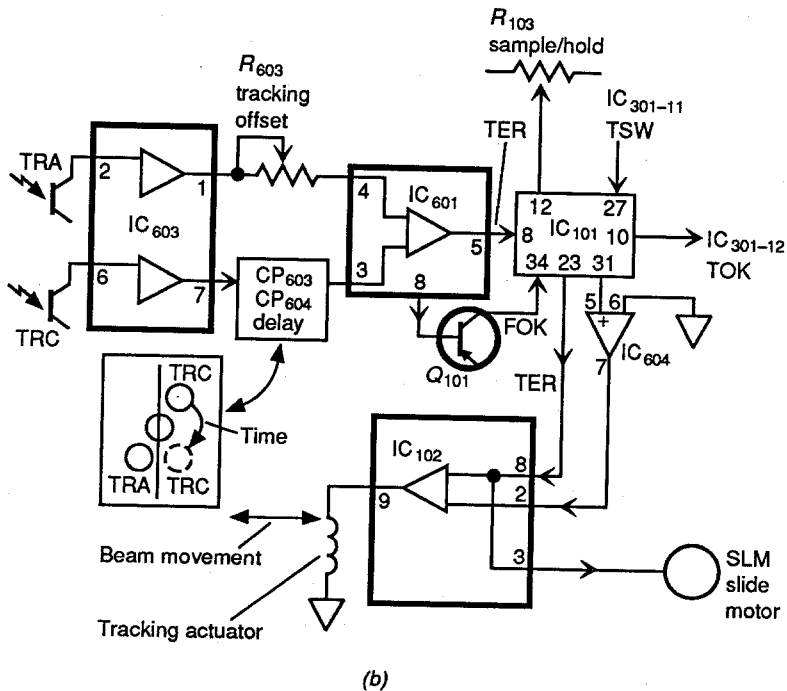 R103
sample/hold
R603
tracking
offset
IC301–11
TSW
TER
TRA
2
1
4
IC601
12
27
IC603
5
8
IC101
10
IC301–12
TOK
6
7
CP603
CP604
delay
3
8
34 23 31
TRC
FOK
5 6
+
IC604
7
Q101
TER
TRC
Time
TRA
TRC
IC102
8
2
9
3
Beam movement
SLM
slide
motor
Tracking actuator
(b)